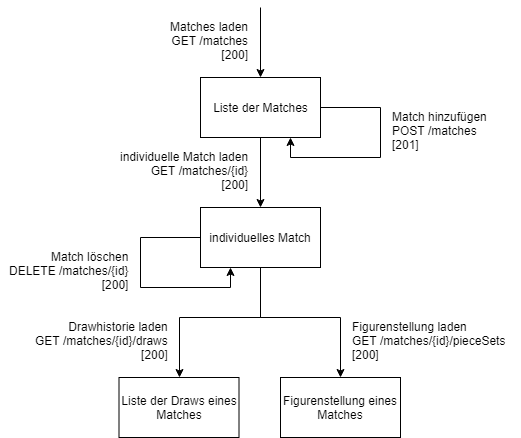 Matches laden
GET /matches
[200]
Liste der Matches
Match hinzufügen
POST /matches
[201]
individuelle Match laden
GET /matches/{id}
[200]
individuelles Match
Match löschen
DELETE /matches/{id}
[200]
Drawhistorie laden
GET /matches/{id}/draws
[200]
Figurenstellung laden
GET /matches/{id}/pieceSets
[200]
Liste der Draws eines
Matches
Figurenstellung eines
Matches